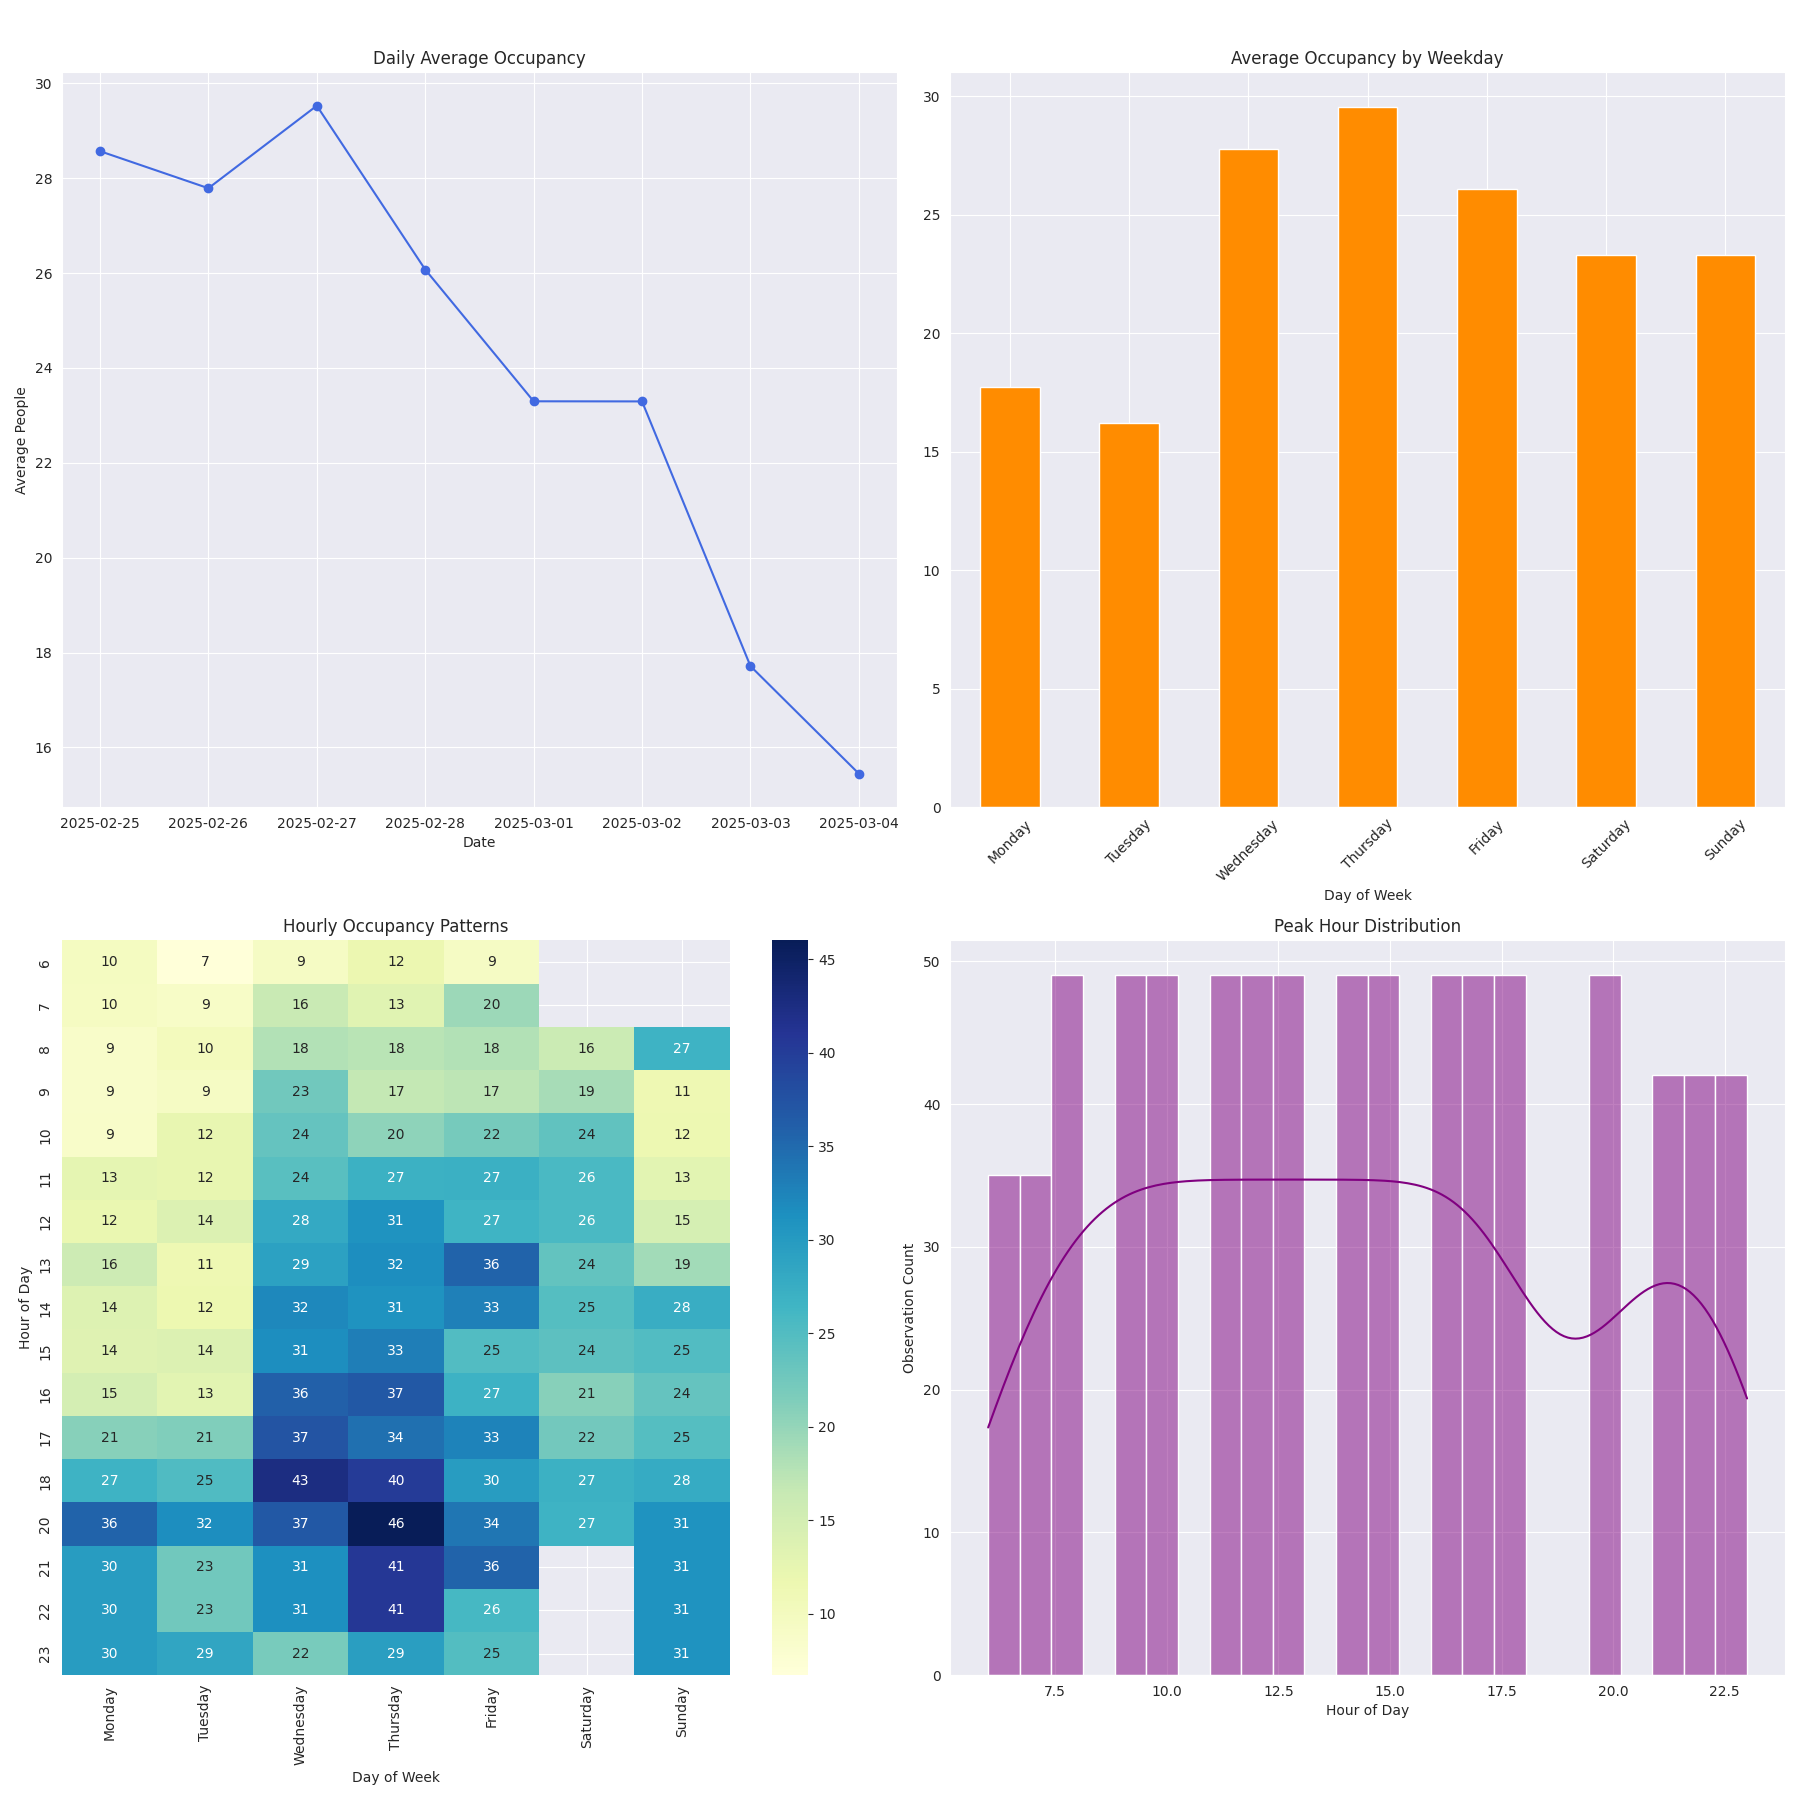 Daily Average Occupancy
30
28
26
24
22
20
18
16
Average People
2025-02-25 2025-02-26 2025-02-27 2025-02-28 2025-03-01 2025-03-02 2025-03-03 2025-03-04
Date
Average Occupancy by Weekday
30
25
20
15
10
5
0
Monday Tuesday Wednesday Thursday Friday Saturday Sunday
Day of Week
Hourly Occupancy Patterns
Hour of Day
6 10 7 9 12 9
7 10 9 16 13 20
8 9 10 18 18 18 16 27
9 9 9 23 17 17 19 11
10 9 12 24 20 22 24 12
11 13 12 24 27 27 26 13
12 12 14 28 31 27 26 15
13 16 11 29 32 36 24 19
14 14 12 32 31 33 25 28
15 14 14 31 33 25 24 25
16 15 13 36 37 27 21 24
17 21 21 37 34 33 22 25
18 27 25 43 40 30 27 28
20 36 32 37 46 34 27 31
21 30 23 31 41 36 31
22 30 23 31 41 26 31
23 30 29 22 29 25 31
Monday Tuesday Wednesday Thursday Friday Saturday Sunday
Day of Week
45
40
35
30
25
20
15
10
Peak Hour Distribution
50
40
30
20
10
0
Observation Count
7.5 10.0 12.5 15.0 17.5 20.0 22.5
Hour of Day